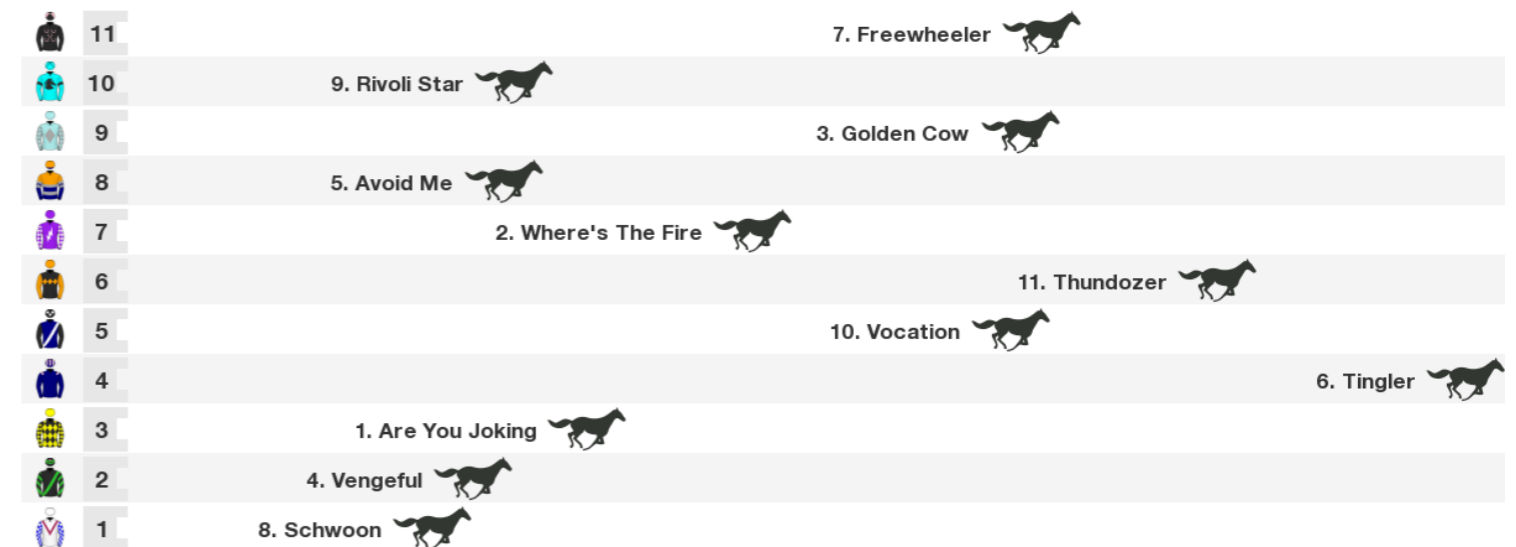 11 7. Freewheeler
10 9. Rivoli Star
9 3. Golden Cow
8 5. Avoid Me
7 2. Where's The Fire
6 11. Thundozer
5 10. Vocation
4 6. Tingler
3 1. Are You Joking
2 4. Vengeful
1 8. Schwoon